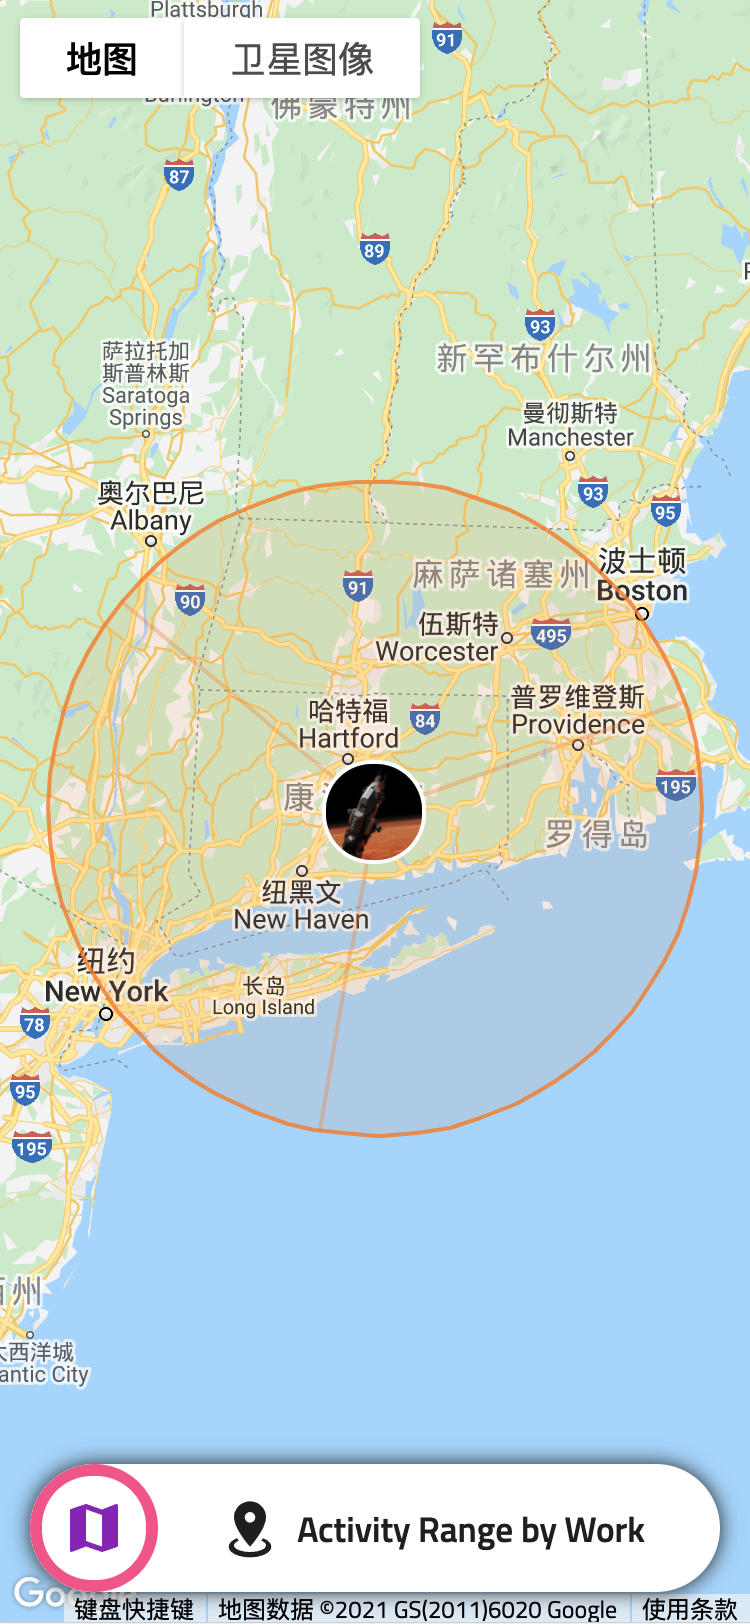 Plattsburgh
地图
卫星图像
91
Burlington
佛蒙特州
87
89
93
新罕布什尔州
萨拉托加
斯普林斯
Saratoga
Springs
曼彻斯特
Manchester
奥尔巴尼
Albany
93
95
波士顿
Boston
麻萨诸塞州
90
91
伍斯特
Worcester
495
普罗维登斯
Providence
哈特福
Hartford
84
195
康
罗得岛
纽黑文
New Haven
纽约
New York
长岛
Long Island
78
95
195
州
大西洋城
antic City
Activity Range by Work
Google
键盘快捷键
地图数据 ©2021 GS(2011)6020 Google
使用条款